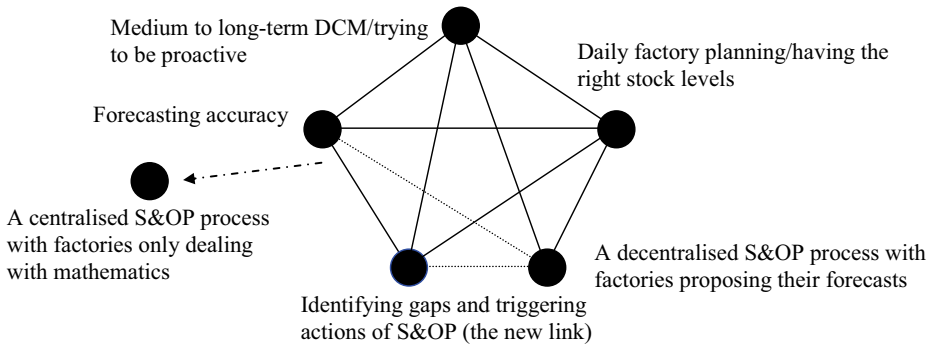 Medium to long-term DCM/trying
to be proactive
Daily factory planning/having the
right stock levels
Forecasting accuracy
A centralised S&OP process
with factories only dealing
with mathematics
A decentralised S&OP process with
factories proposing their forecasts
Identifying gaps and triggering
actions of S&OP (the new link)